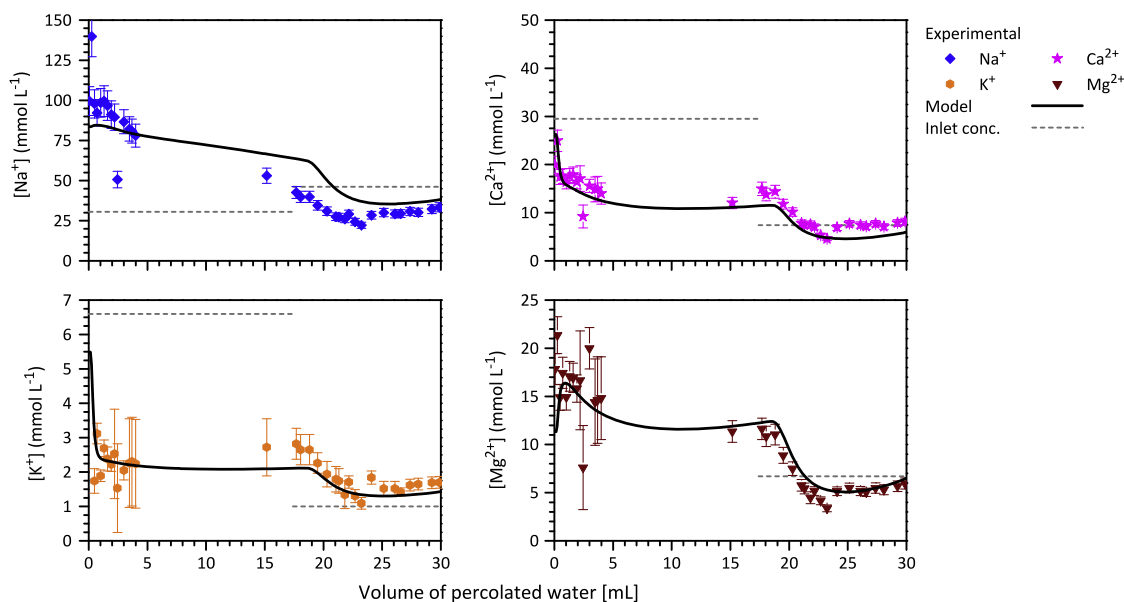 150
125
100
75
50
25
0
[Na+] (mmol L-1)
50
40
30
20
10
0
[Ca2+] (mmol L-1)
Experimental
Na+
Ca2+
K+
Mg2+
Model
Inlet conc.
7
6
5
4
3
2
1
0
[K+] (mmol L-1)
0 5 10 15 20 25 30
25
20
15
10
5
0
[Mg2+] (mmol L-1)
0 5 10 15 20 25 30
Volume of percolated water [mL]